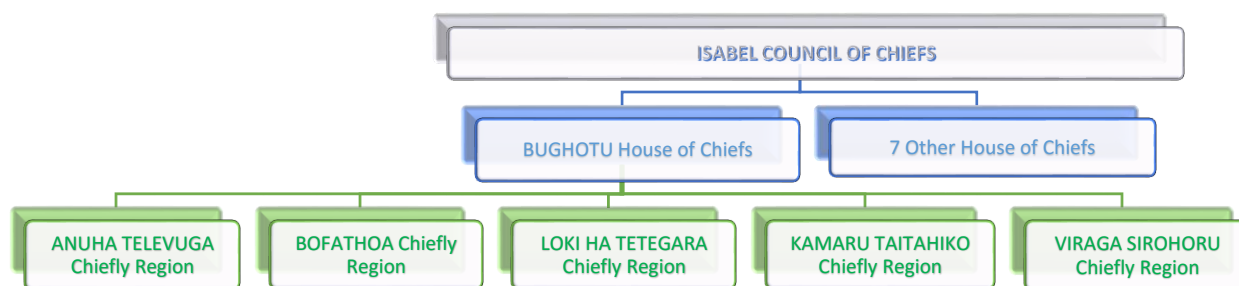 ISABEL COUNCIL OF CHIEFS
BUGHOTU House of Chiefs
7 Other House of Chiefs
ANUHA TELEVUGA
Chiefly Region
BOFATHOA Chiefly
Region
LOKI HA TETEGARA
Chiefly Region
KAMARU TAITAHIKO
Chiefly Region
VIRAGA SIROHORU
Chiefly Region